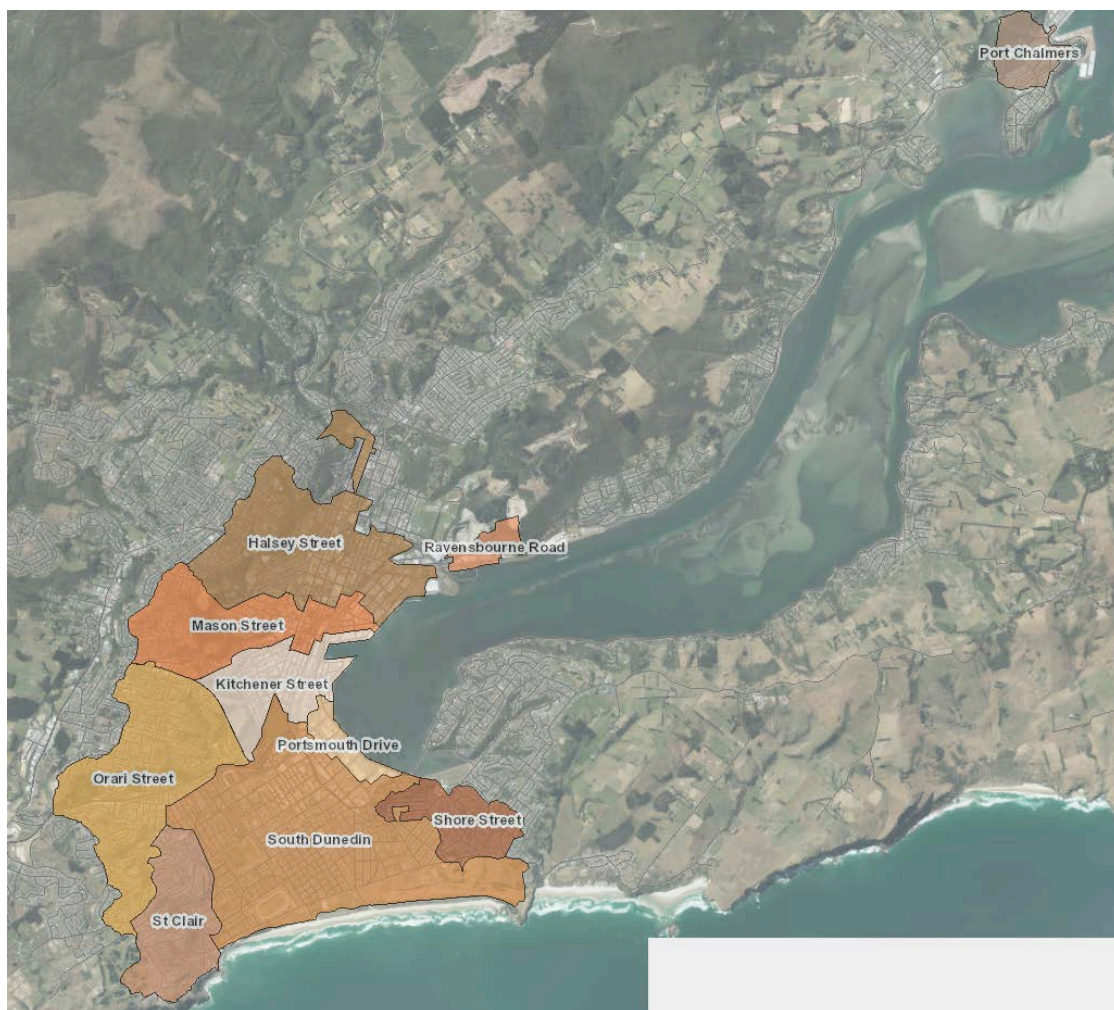 Port Chalmers
Halsey Street
Ravensbourne Road
Mason Street
Kitchener Street
Portsmouth Drive
Orari Street
Shore Street
South Dunedin
St Clair